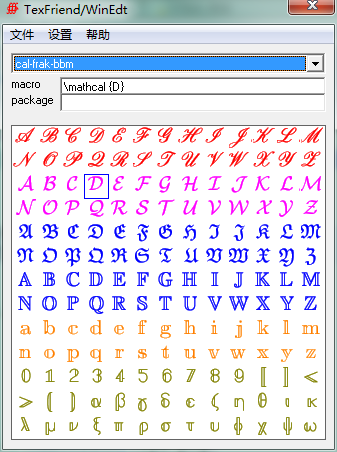 TexFriend/WinEdt
文件 设置 帮助
cal-frak-bbm
macro \mathcal {D}
package
𝒜 ℬ 𝒞 𝒟 ℰ ℱ 𝒢 ℋ ℐ 𝒥 𝒦 ℒ ℳ
𝒩 𝒪 𝒫 𝒬 ℛ 𝒮 𝒯 𝒰 𝒱 𝒲 𝒳 𝒴 𝒵
𝒜 ℬ 𝒞 𝒟 ℰ ℱ 𝒢 ℋ ℐ 𝒥 𝒦 ℒ ℳ
𝒩 𝒪 𝒫 𝒬 ℛ 𝒮 𝒯 𝒰 𝒱 𝒲 𝒳 𝒴 𝒵
𝔄 𝔅 ℭ 𝔇 𝔈 𝔉 𝔊 ℌ ℑ 𝔍 𝔎 𝔏 𝔐
𝔑 𝔒 𝔓 𝔔 ℜ 𝔖 𝔗 𝔘 𝔙 𝔚 𝔛 𝔜 ℨ
𝔸 𝔹 ℂ 𝔻 𝔼 𝔽 𝔾 ℍ 𝕀 𝕁 𝕂 𝕃 𝕄
ℕ 𝕆 ℙ ℚ ℝ 𝕊 𝕋 𝕌 𝕍 𝕎 𝕏 𝕐 ℤ
𝕒 𝕓 𝕔 𝕕 𝕖 𝕗 𝕘 𝕙 𝕚 𝕛 𝕜 𝕝 𝕞
𝕟 𝕠 𝕡 𝕢 𝕣 𝕤 𝕥 𝕦 𝕧 𝕨 𝕩 𝕪 𝕫
0 1 2 3 4 5 6 7 8 9 ⟦ ⟧ <
> ( ) α β γ δ ε ζ η θ ι κ
λ μ ν ξ π ρ σ τ υ φ χ ψ ω